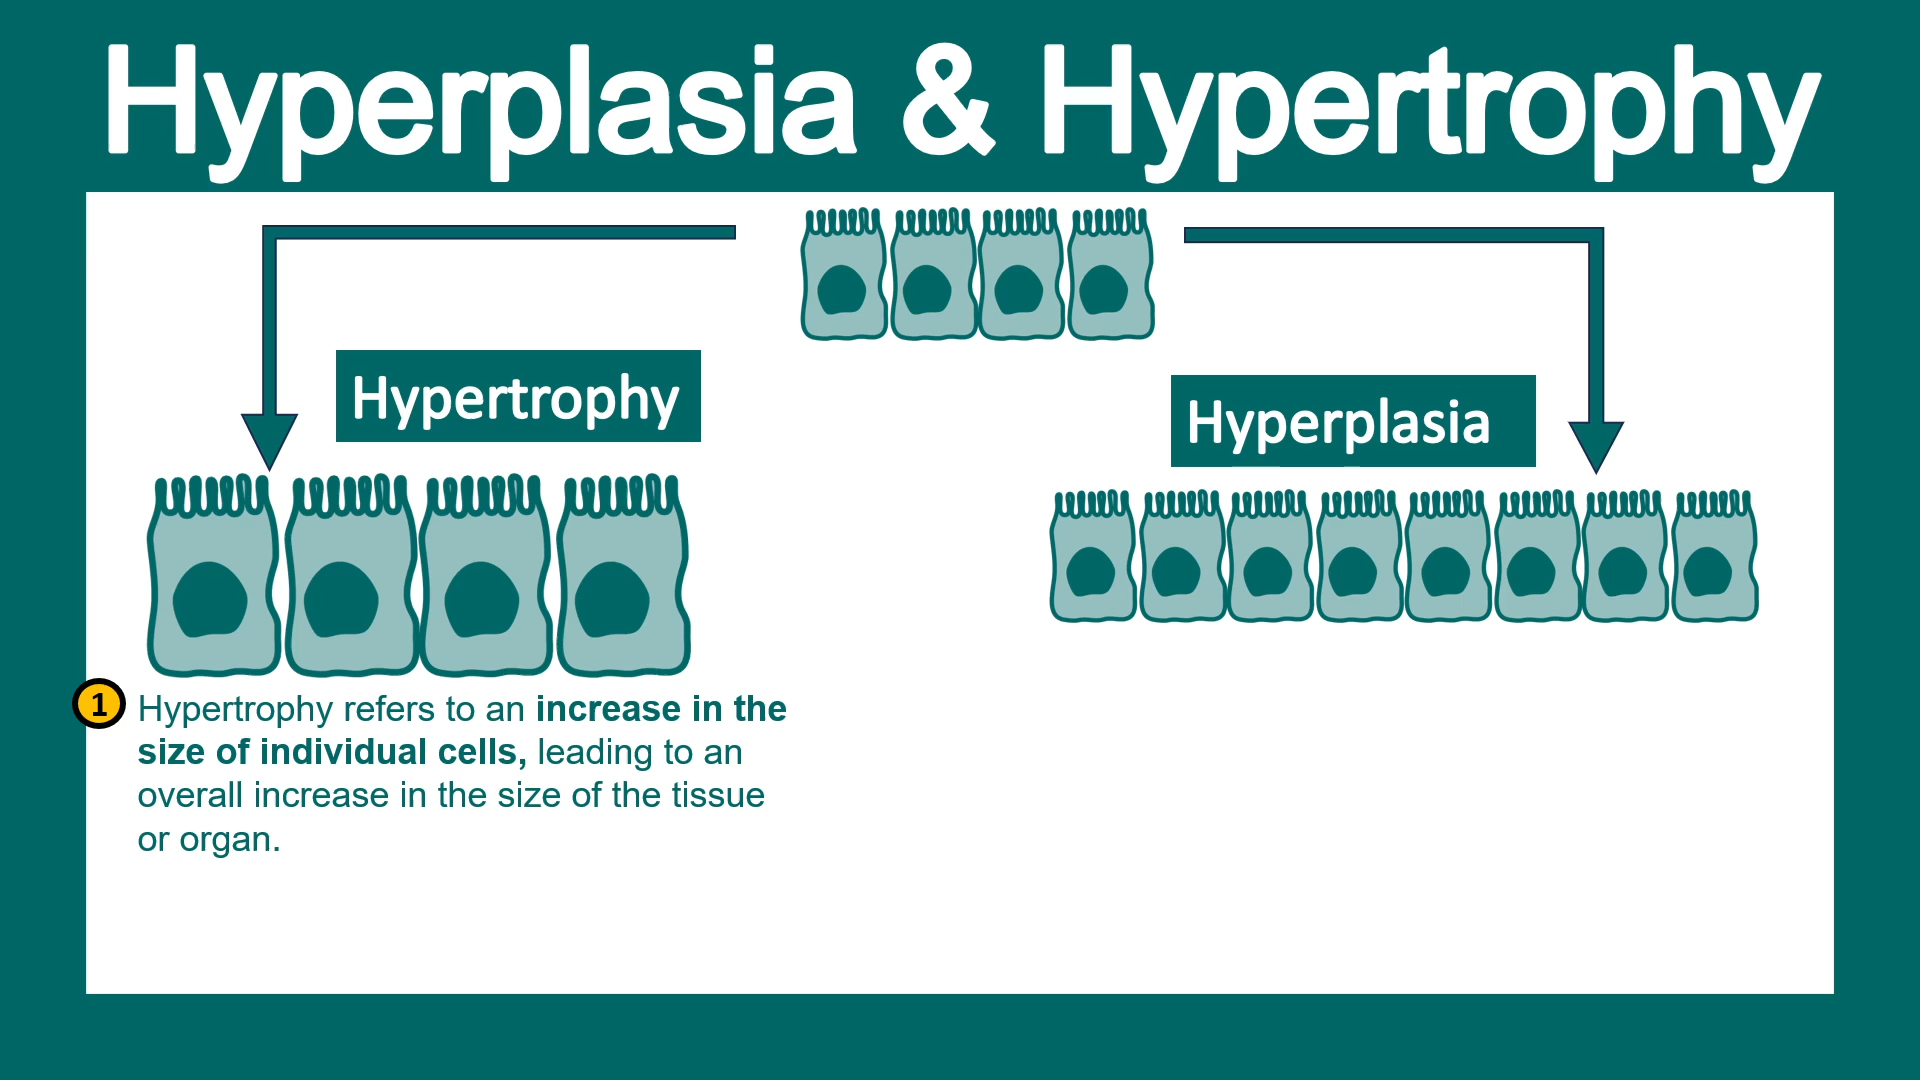 Hyperplasia & Hypertrophy
Hypertrophy
Hyperplasia
1
Hypertrophy refers to an increase in the
size of individual cells, leading to an
overall increase in the size of the tissue
or organ.